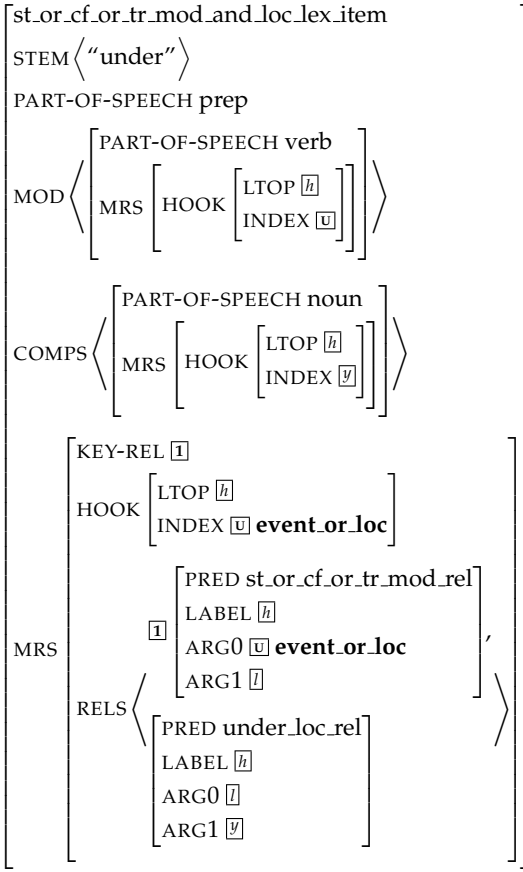 st_or_cf_or_tr_mod_and_loc_lex_item
STEM ⟨“under”⟩
PART-OF-SPEECH prep
PART-OF-SPEECH verb
MOD MRS HOOK LTOP h
INDEX U
PART-OF-SPEECH noun
COMPS MRS HOOK LTOP h
INDEX y
KEY-REL 1
HOOK LTOP h
INDEX U event_or_loc
MRS
RELS
1 PRED st_or_cf_or_tr_mod_rel
LABEL h
ARG0 U event_or_loc
ARG1 l
,
PRED under_loc_rel
LABEL h
ARG0 l
ARG1 y